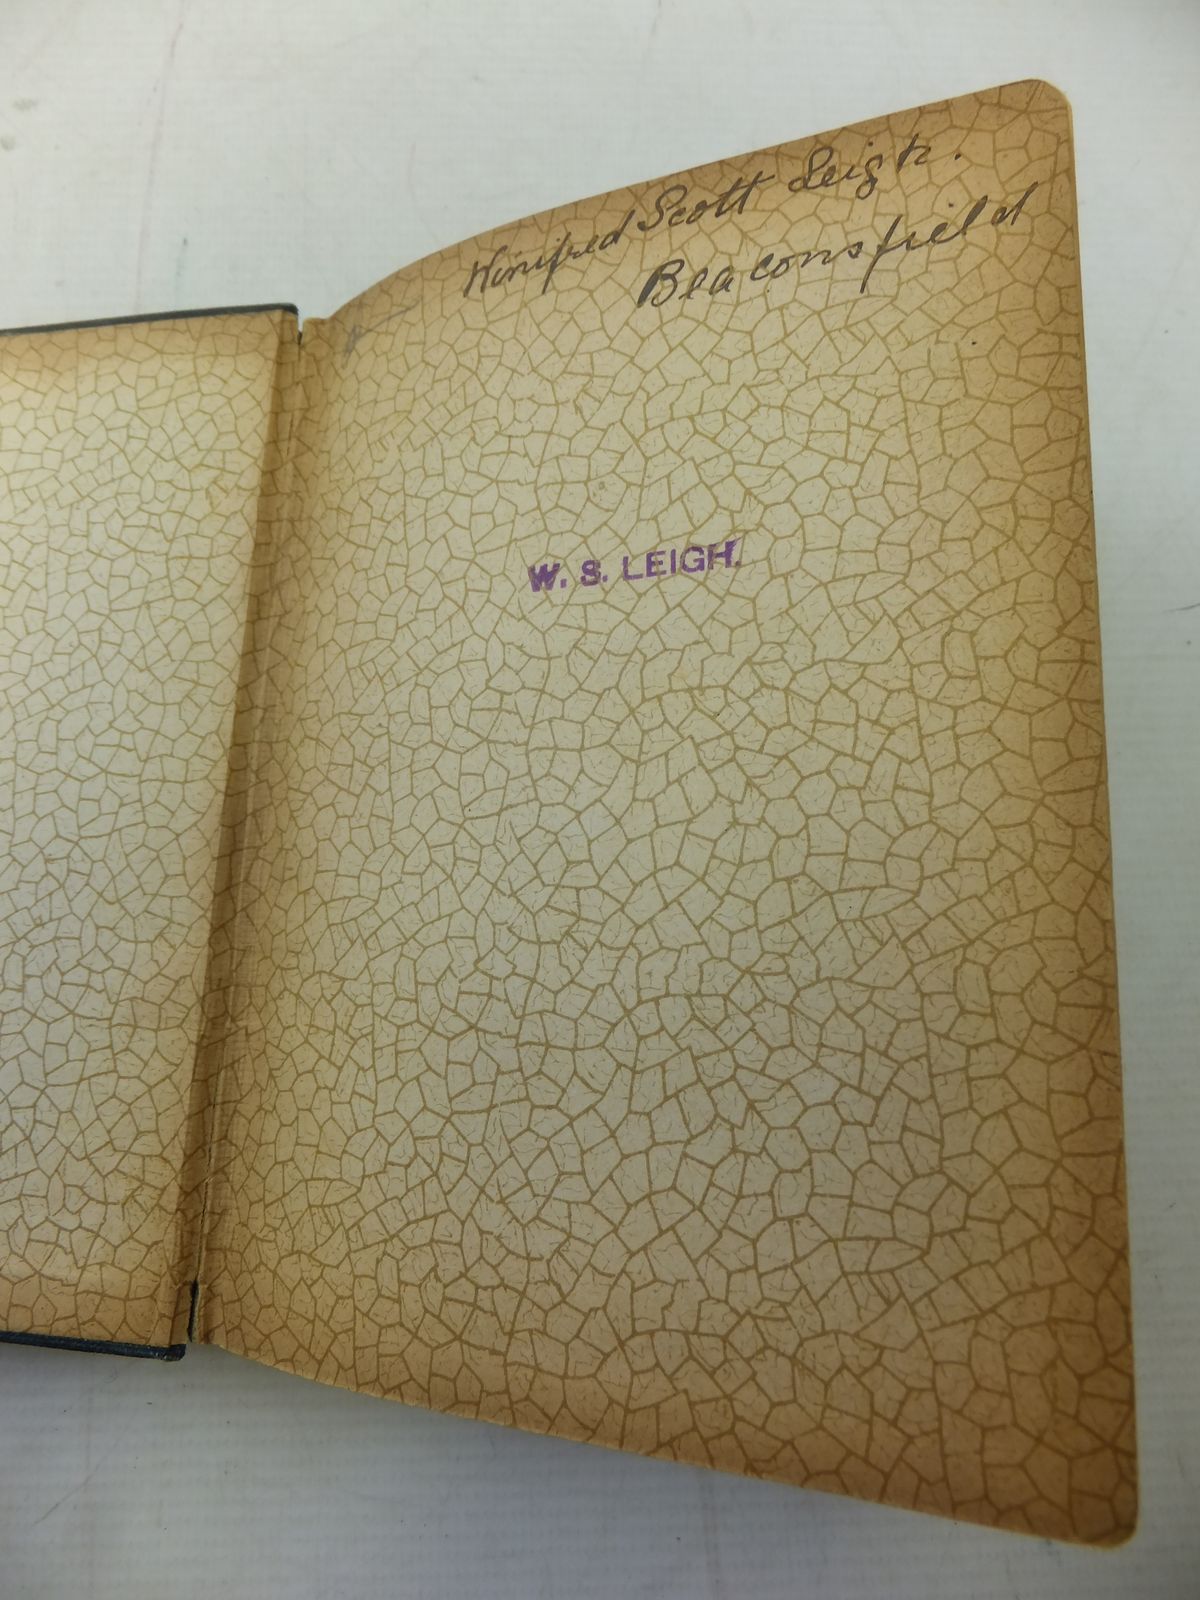 Winifred Scott Leigh.
Beaconsfield
W. S. LEIGH.